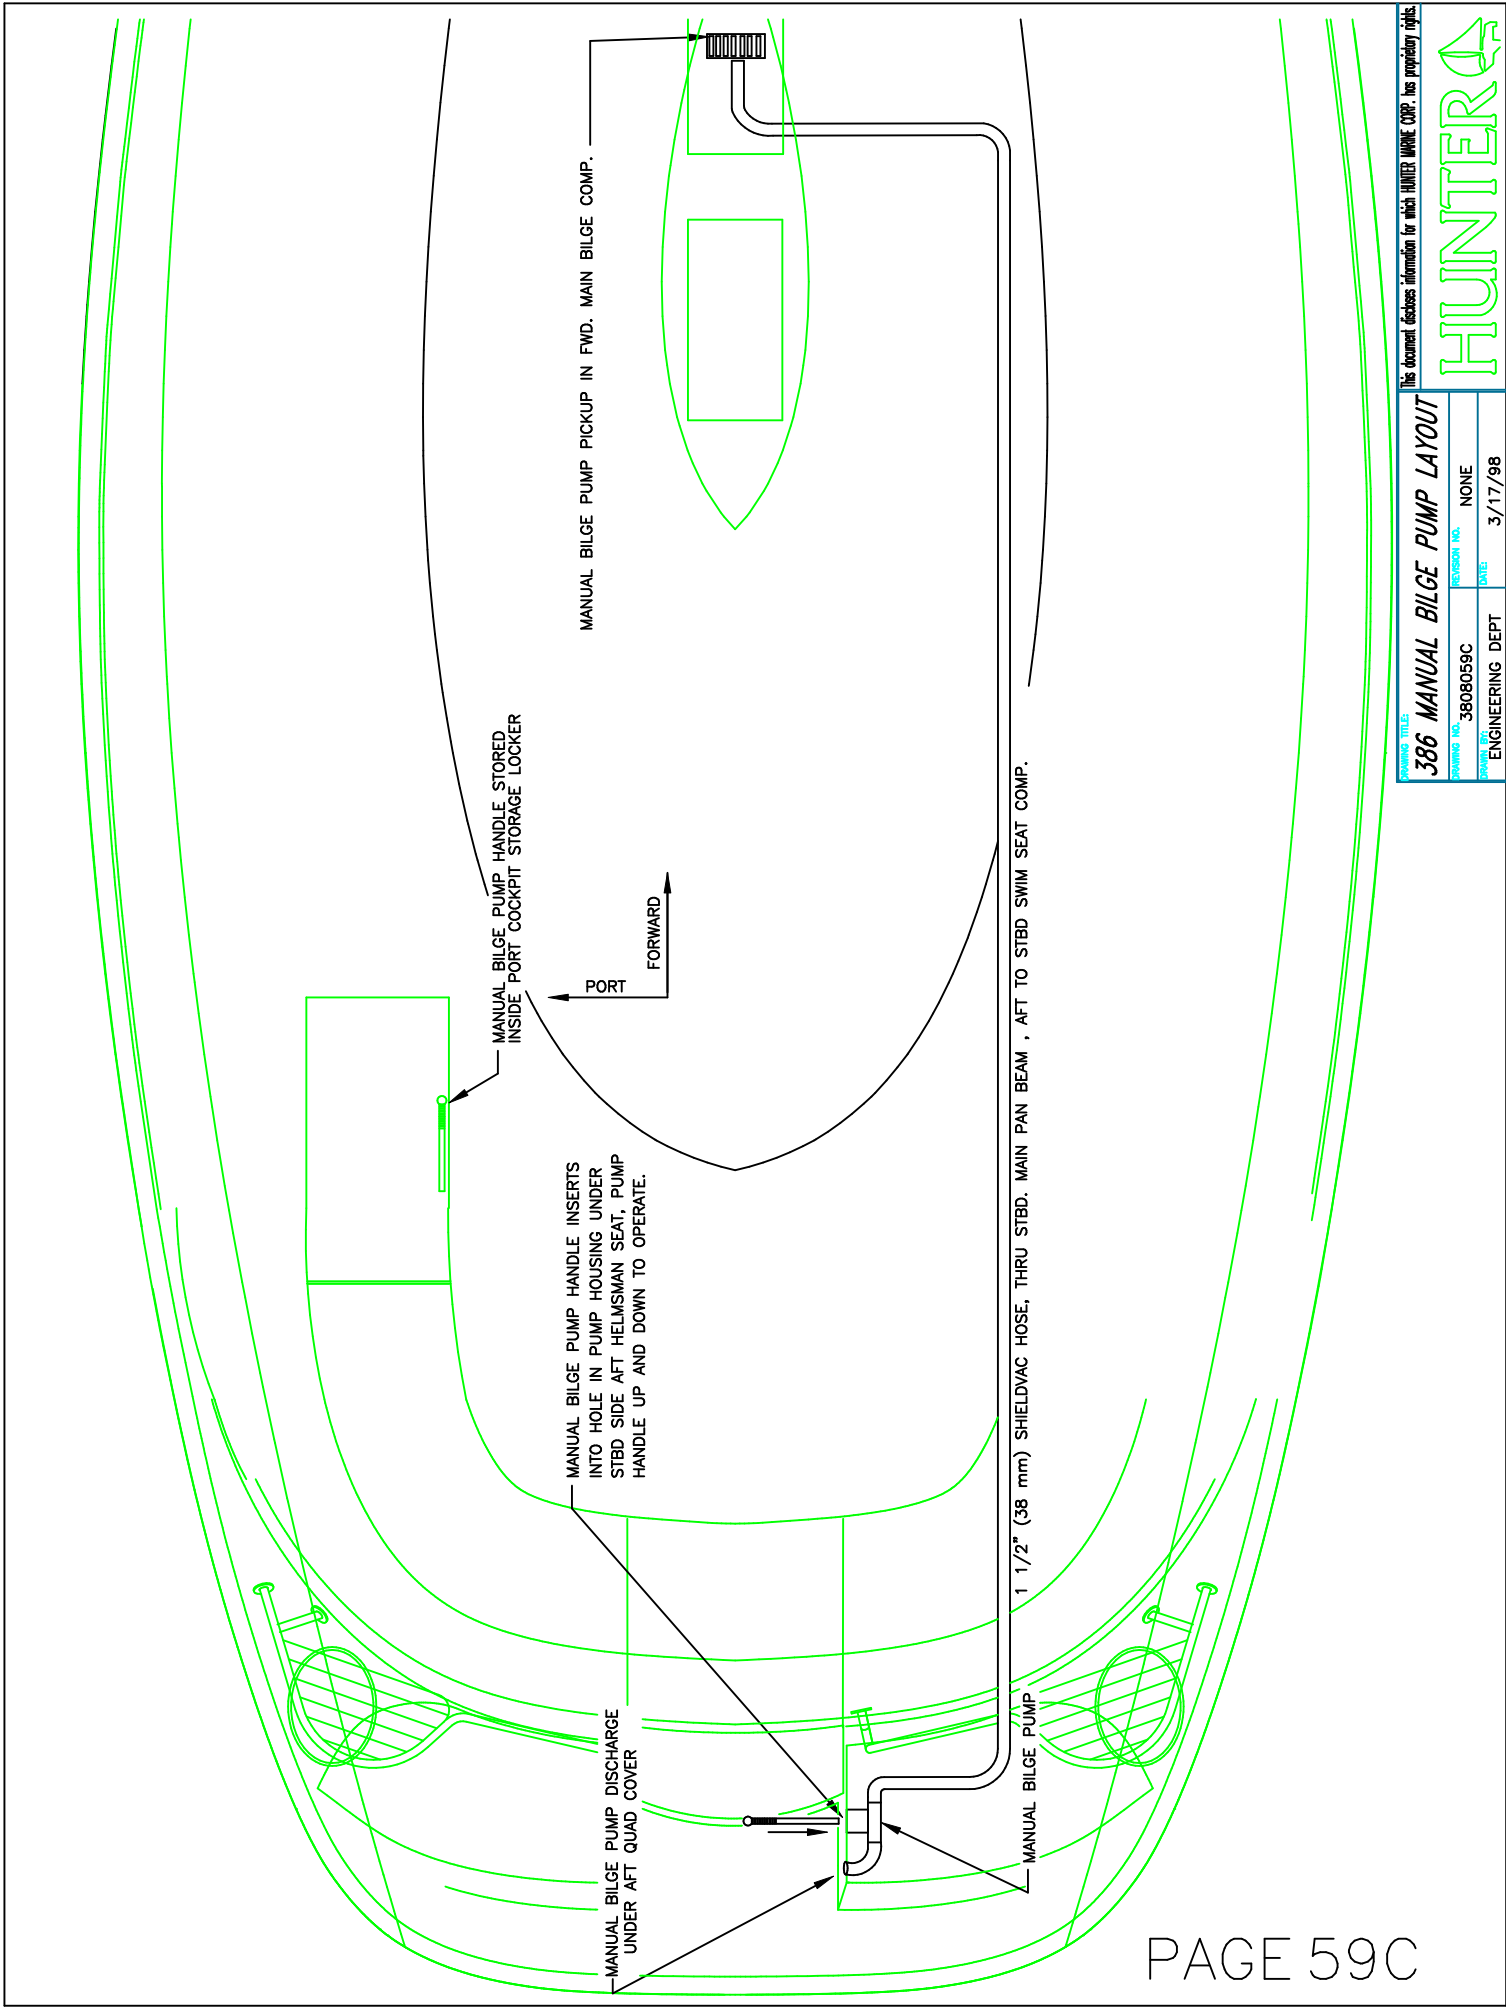 MANUAL BILGE PUMP PICKUP IN FWD. MAIN BILGE COMP.
MANUAL BILGE PUMP HANDLE STORED
INSIDE PORT COCKPIT STORAGE LOCKER
PORT
FORWARD
MANUAL BILGE PUMP HANDLE INSERTS
INTO HOLE IN PUMP HOUSING UNDER
STBD SIDE AFT HELMSMAN SEAT, PUMP
HANDLE UP AND DOWN TO OPERATE.
MANUAL BILGE PUMP DISCHARGE
UNDER AFT QUAD COVER
1 1/2" (38 mm) SHIELDVAC HOSE, THRU STBD. MAIN PAN BEAM , AFT TO STBD SWIM SEAT COMP.
MANUAL BILGE PUMP
DRAWING TITLE:
386 MANUAL BILGE PUMP LAYOUT
DRAWING NO.
3808059C
REVISION NO.
NONE
DRAWN BY:
ENGINEERING DEPT
DATE:
3/17/98
This document discloses information for which HUNTER MARINE CORP. has proprietory rights.
HUNTER
PAGE 59C